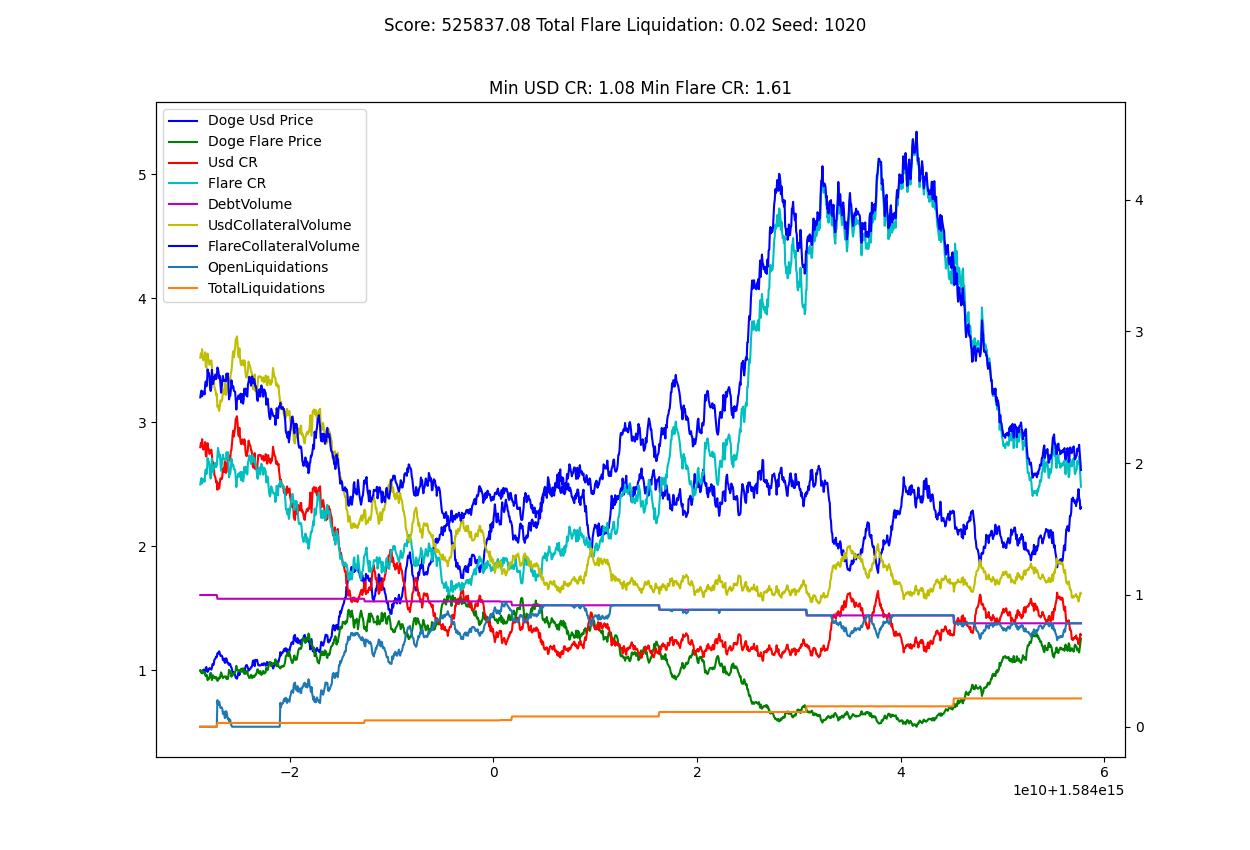 Score: 525837.08 Total Flare Liquidation: 0.02 Seed: 1020
Min USD CR: 1.08 Min Flare CR: 1.61
Doge Usd Price
Doge Flare Price
Usd CR
Flare CR
DebtVolume
UsdCollateralVolume
FlareCollateralVolume
OpenLiquidations
TotalLiquidations
5
4
3
2
1
4
3
2
1
0
−2
0
2
4
6
1e10+1.584e15